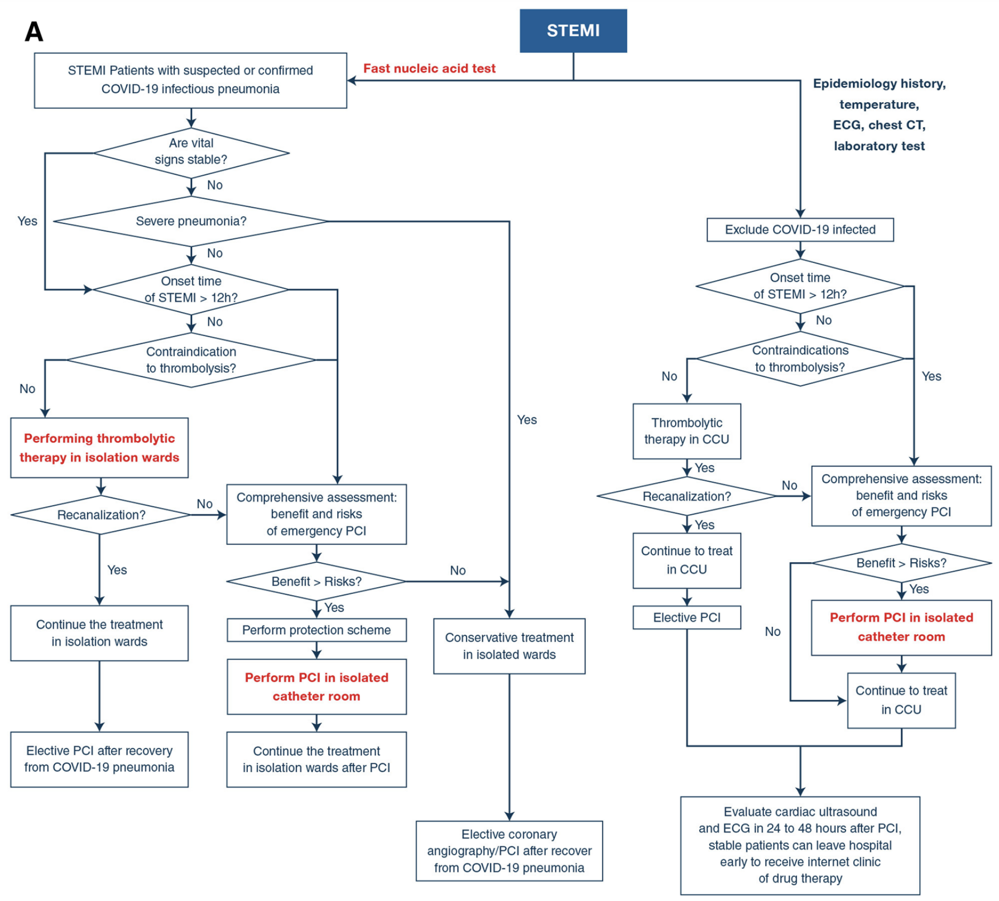 A
STEMI
Fast nucleic acid test
STEMI Patients with suspected or confirmed
COVID-19 infectious pneumonia
Epidemiology history,
temperature,
ECG, chest CT,
laboratory test
Are vital
signs stable?
No
Yes
Severe pneumonia?
No
Onset time
of STEMI > 12h?
No
Contraindication
to thrombolysis?
No
Yes
Performing thrombolytic
therapy in isolation wards
Recanalization?
No
Yes
Continue the treatment
in isolation wards
Elective PCI after recovery
from COVID-19 pneumonia
Comprehensive assessment:
benefit and risks
of emergency PCI
Benefit > Risks?
No
Yes
Perform protection scheme
Perform PCI in isolated
catheter room
Continue the treatment
in isolation wards after PCI
Conservative treatment
in isolated wards
Elective coronary
angiography/PCI after recover
from COVID-19 pneumonia
Exclude COVID-19 infected
Onset time
of STEMI > 12h?
No
Contraindications
to thrombolysis?
No
Yes
Thrombolytic
therapy in CCU
Yes
Recanalization?
No
Yes
Continue to treat
in CCU
Elective PCI
Comprehensive assessment:
benefit and risks
of emergency PCI
Benefit > Risks?
Yes
No
Perform PCI in isolated
catheter room
Continue to treat
in CCU
Evaluate cardiac ultrasound
and ECG in 24 to 48 hours after PCI,
stable patients can leave hospital
early to receive internet clinic
of drug therapy